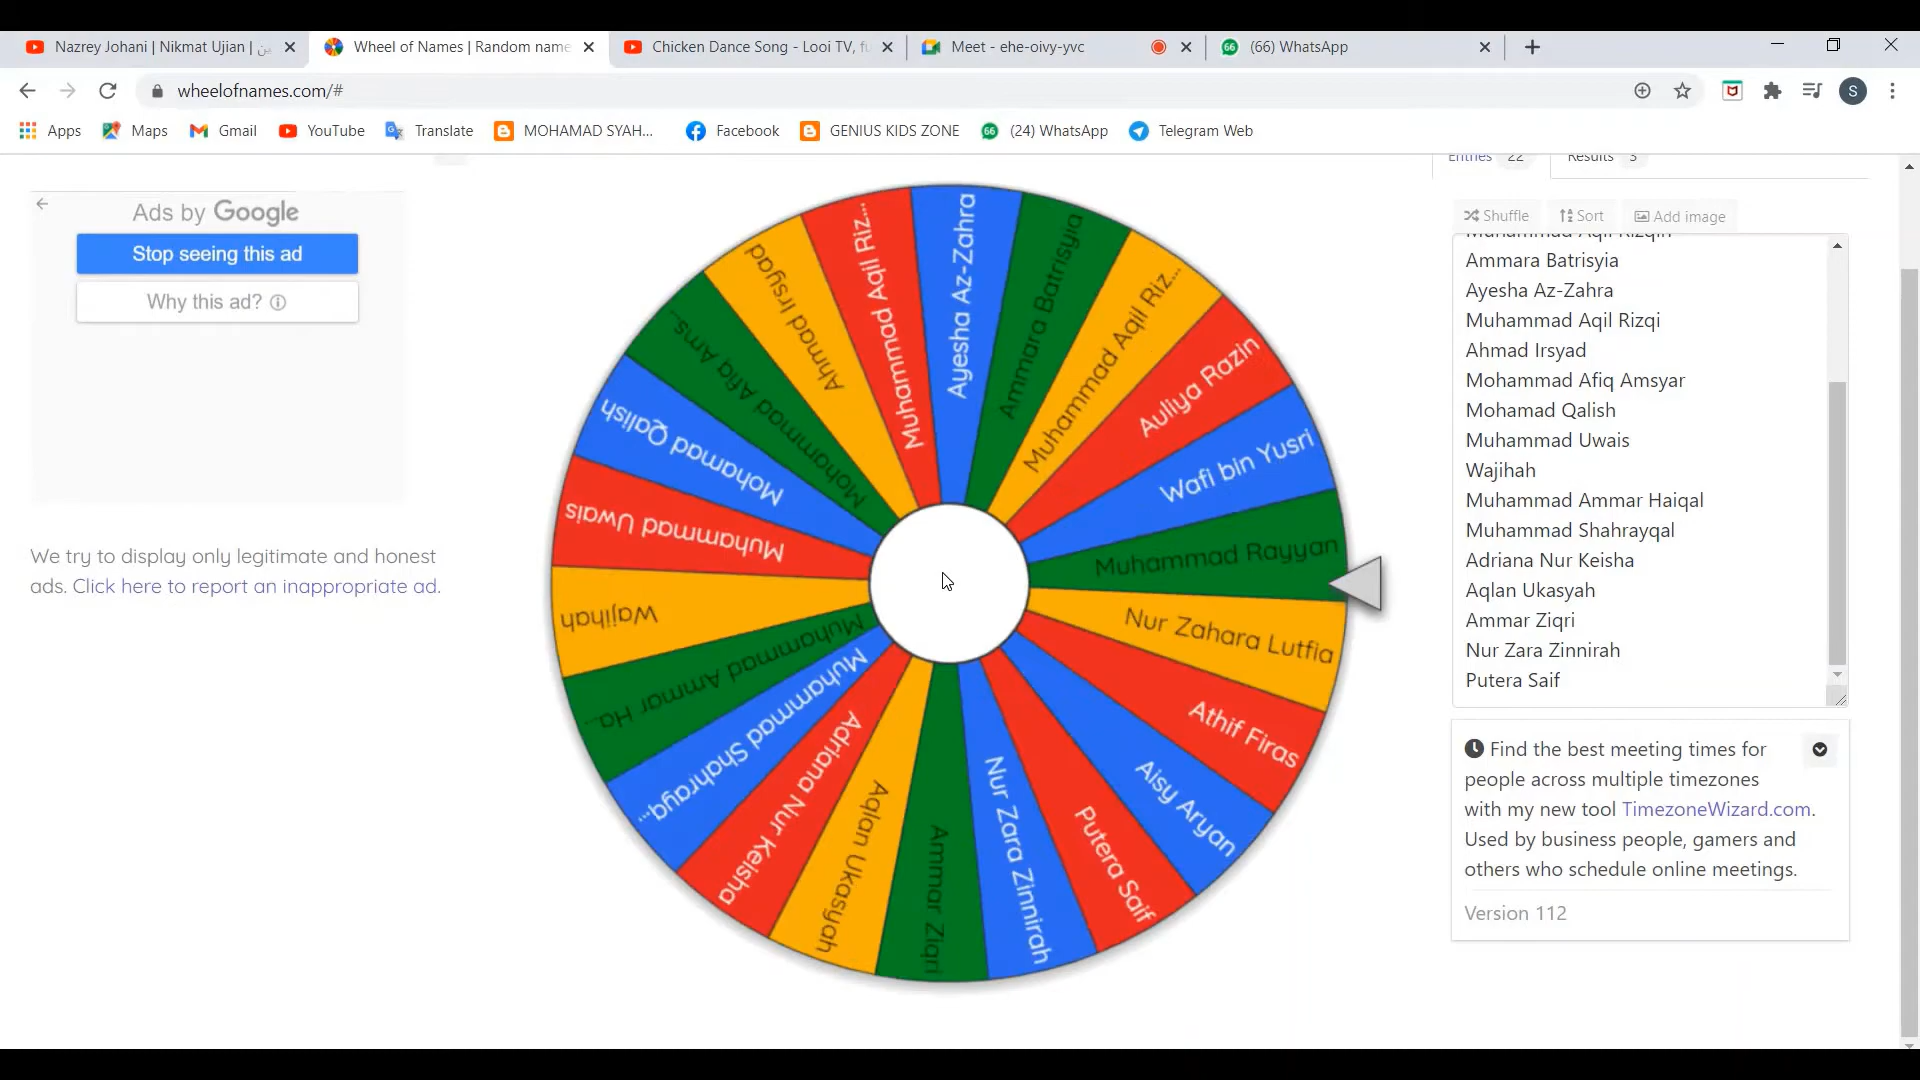 Nazrey Johani | Nikmat Ujian |
Wheel of Names | Random name
Chicken Dance Song - Looi TV, fu
Meet - ehe-oivy-yvc
(66) WhatsApp
wheelofnames.com/#
S
Apps
Maps
Gmail
YouTube
Translate
MOHAMAD SYAH...
Facebook
GENIUS KIDS ZONE
(24) WhatsApp
Telegram Web
Ads by Google
Stop seeing this ad
Why this ad?
We try to display only legitimate and honest
ads. Click here to report an inappropriate ad.
Ayesha Az-Zahra
Ammara Batrisyia
Muhammad Aqil Riz...
Auliya Razin
Wafi bin Yusri
Muhammad Rayyan
Nur Zahara Lutfia
Athif Firas
Aisy Aryan
Putera Saif
Nur Zara Zinnirah
Ammar Ziqri
Aqlan Ukasyah
Adriana Nur Keisha
Muhammad Shahrayq...
Muhammad Ammar Ha...
Wajihah
Muhammad Uwais
Mohamad Qalish
Mohammad Afiq Ams...
Ahmad Irsyad
Muhammad Aqil Riz...
Entries 22
Results 3
Shuffle
Sort
Add image
Muhammad Aqil Rizqin
Ammara Batrisyia
Ayesha Az-Zahra
Muhammad Aqil Rizqi
Ahmad Irsyad
Mohammad Afiq Amsyar
Mohamad Qalish
Muhammad Uwais
Wajihah
Muhammad Ammar Haiqal
Muhammad Shahrayqal
Adriana Nur Keisha
Aqlan Ukasyah
Ammar Ziqri
Nur Zara Zinnirah
Putera Saif
Find the best meeting times for
people across multiple timezones
with my new tool TimezoneWizard.com.
Used by business people, gamers and
others who schedule online meetings.
Version 112